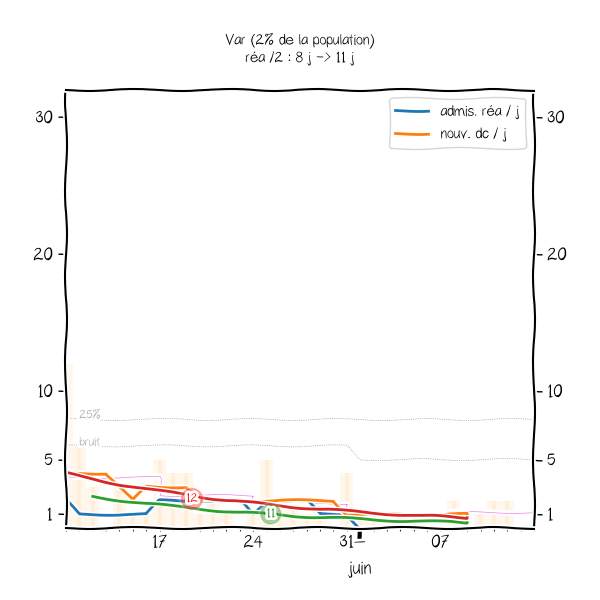 Var (2% de la population)
réa /2 : 8 j -> 11 j
admis. réa / j
nouv. dc / j
30
30
20
20
10
10
25%
bruit
5
5
12
11
1
1
17
24
31
07
juin